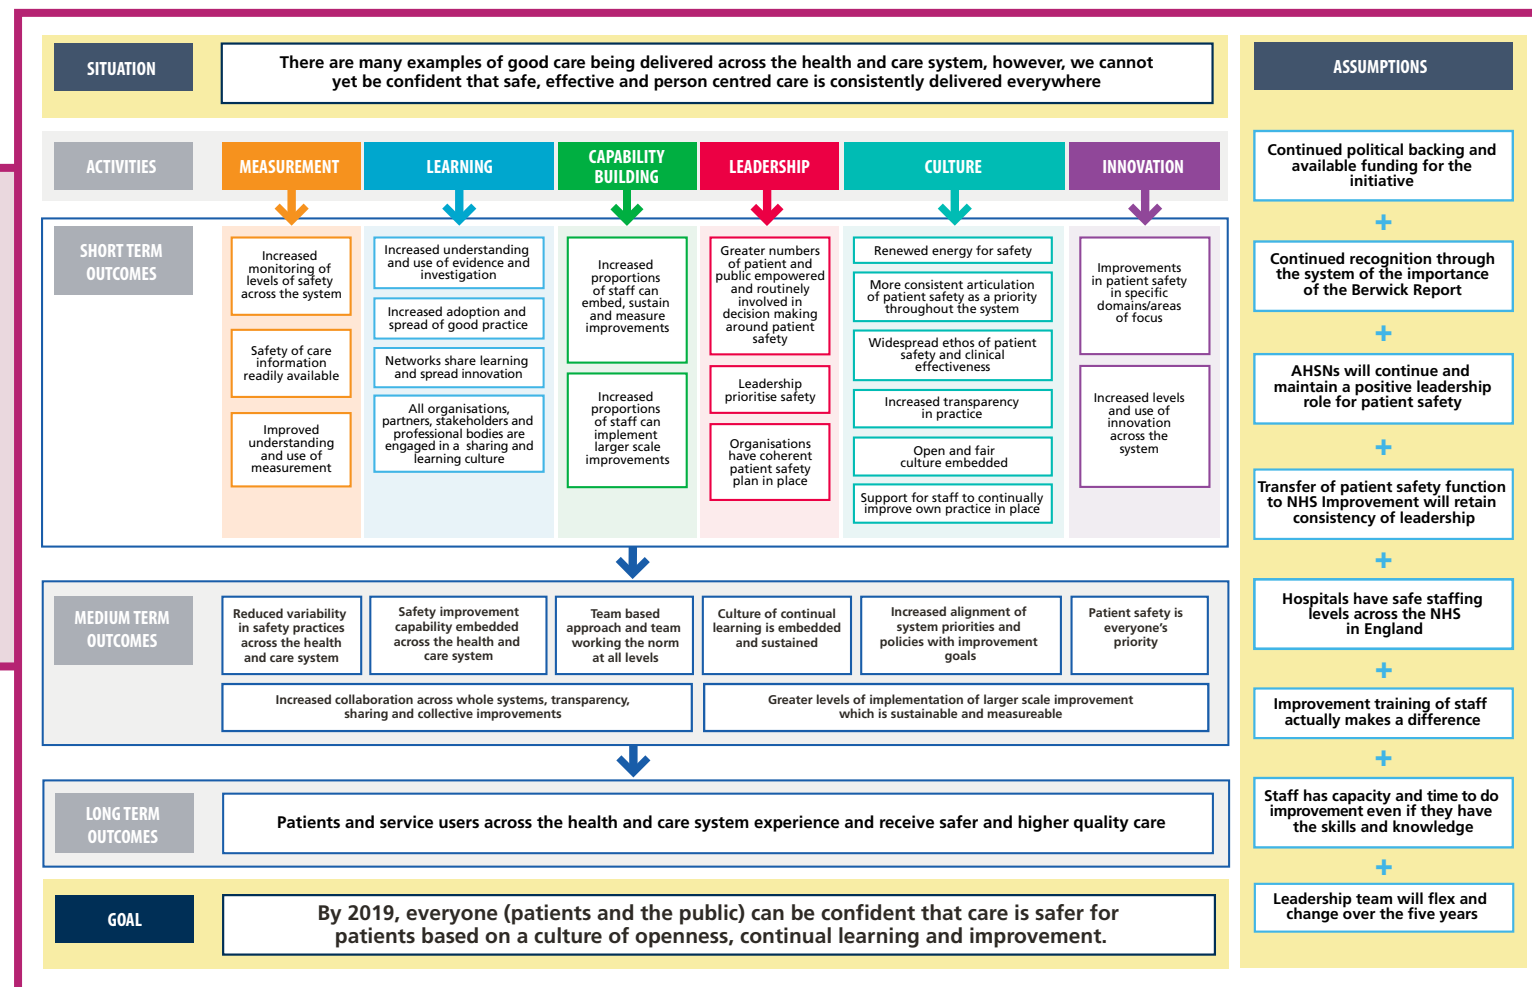 SITUATION
There are many examples of good care being delivered across the health and care system, however, we cannot
yet be confident that safe, effective and person centred care is consistently delivered everywhere
ACTIVITIES
MEASUREMENT
LEARNING
CAPABILITY
BUILDING
LEADERSHIP
CULTURE
INNOVATION
SHORT TERM
OUTCOMES
Increased
monitoring of
levels of safety
across the system
Safety of care
information
readily available
Improved
understanding
and use of
measurement
Increased understanding
and use of evidence and
investigation
Increased adoption and
spread of good practice
Networks share learning
and spread innovation
All organisations,
partners, stakeholders and
professional bodies are
engaged in a sharing and
learning culture
Increased
proportions
of staff can
embed, sustain
and measure
improvements
Increased
proportions
of staff can
implement
larger scale
improvements
Greater numbers
of patient and
public empowered
and routinely
involved in
decision making
around patient
safety
Leadership
prioritise safety
Organisations
have coherent
patient safety
plan in place
Renewed energy for safety
More consistent articulation
of patient safety as a priority
throughout the system
Widespread ethos of patient
safety and clinical
effectiveness
Increased transparency
in practice
Open and fair
culture embedded
Support for staff to continually
improve own practice in place
Improvements
in patient safety
in specific
domains/areas
of focus
Increased levels
and use of
innovation
across the
system
MEDIUM TERM
OUTCOMES
Reduced variability
in safety practices
across the health
and care system
Safety improvement
capability embedded
across the health and
care system
Team based
approach and team
working the norm
at all levels
Culture of continual
learning is embedded
and sustained
Increased alignment of
system priorities and
policies with improvement
goals
Patient safety is
everyone's
priority
Increased collaboration across whole systems, transparency,
sharing and collective improvements
Greater levels of implementation of larger scale improvement
which is sustainable and measureable
LONG TERM
OUTCOMES
Patients and service users across the health and care system experience and receive safer and higher quality care
GOAL
By 2019, everyone (patients and the public) can be confident that care is safer for
patients based on a culture of openness, continual learning and improvement.
ASSUMPTIONS
Continued political backing and
available funding for the
initiative
+
Continued recognition through
the system of the importance
of the Berwick Report
+
AHSNs will continue and
maintain a positive leadership
role for patient safety
+
Transfer of patient safety function
to NHS Improvement will retain
consistency of leadership
+
Hospitals have safe staffing
levels across the NHS
in England
+
Improvement training of staff
actually makes a difference
+
Staff has capacity and time to do
improvement even if they have
the skills and knowledge
+
Leadership team will flex and
change over the five years